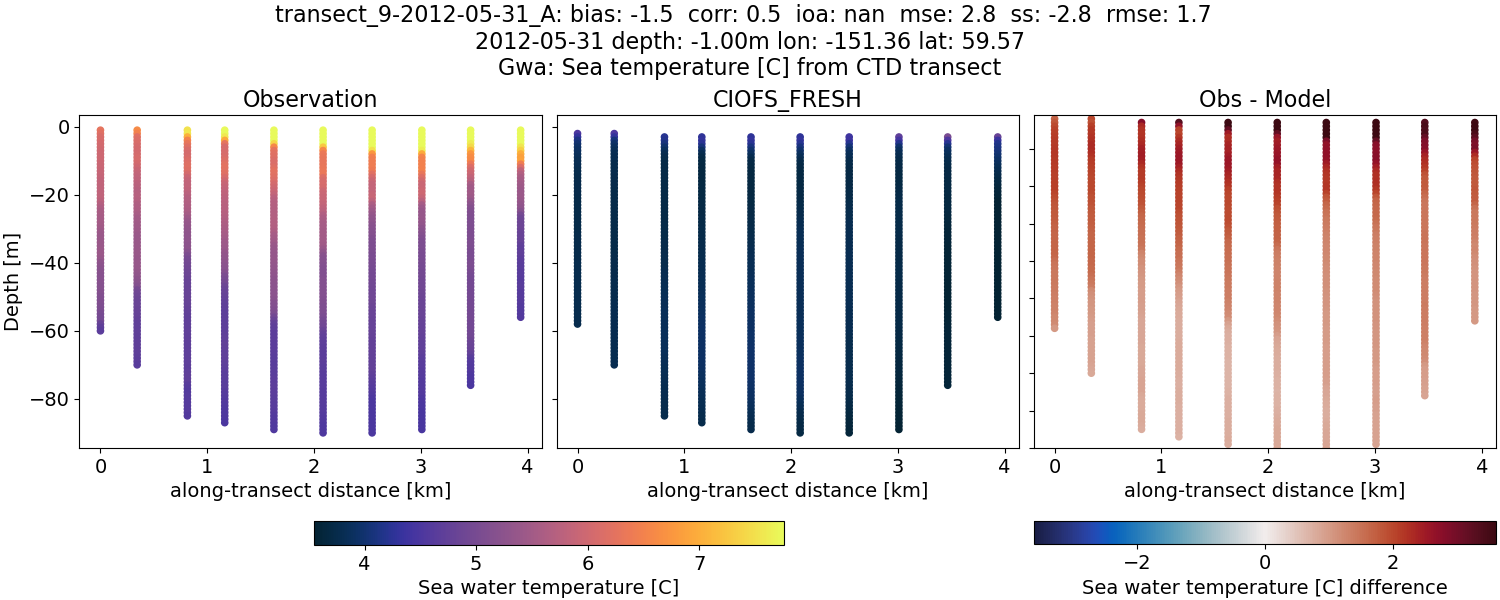 transect_9-2012-05-31_A: bias: -1.5  corr: 0.5  ioa: nan  mse: 2.8  ss: -2.8  rmse: 1.7
2012-05-31 depth: -1.00m lon: -151.36 lat: 59.57
Gwa: Sea temperature [C] from CTD transect
Observation
CIOFS_FRESH
Obs - Model
Depth [m]
0
−20
−40
−60
−80
0 1 2 3 4
0 1 2 3 4
0 1 2 3 4
along-transect distance [km]
along-transect distance [km]
along-transect distance [km]
4 5 6 7
Sea water temperature [C]
−2 0 2
Sea water temperature [C] difference